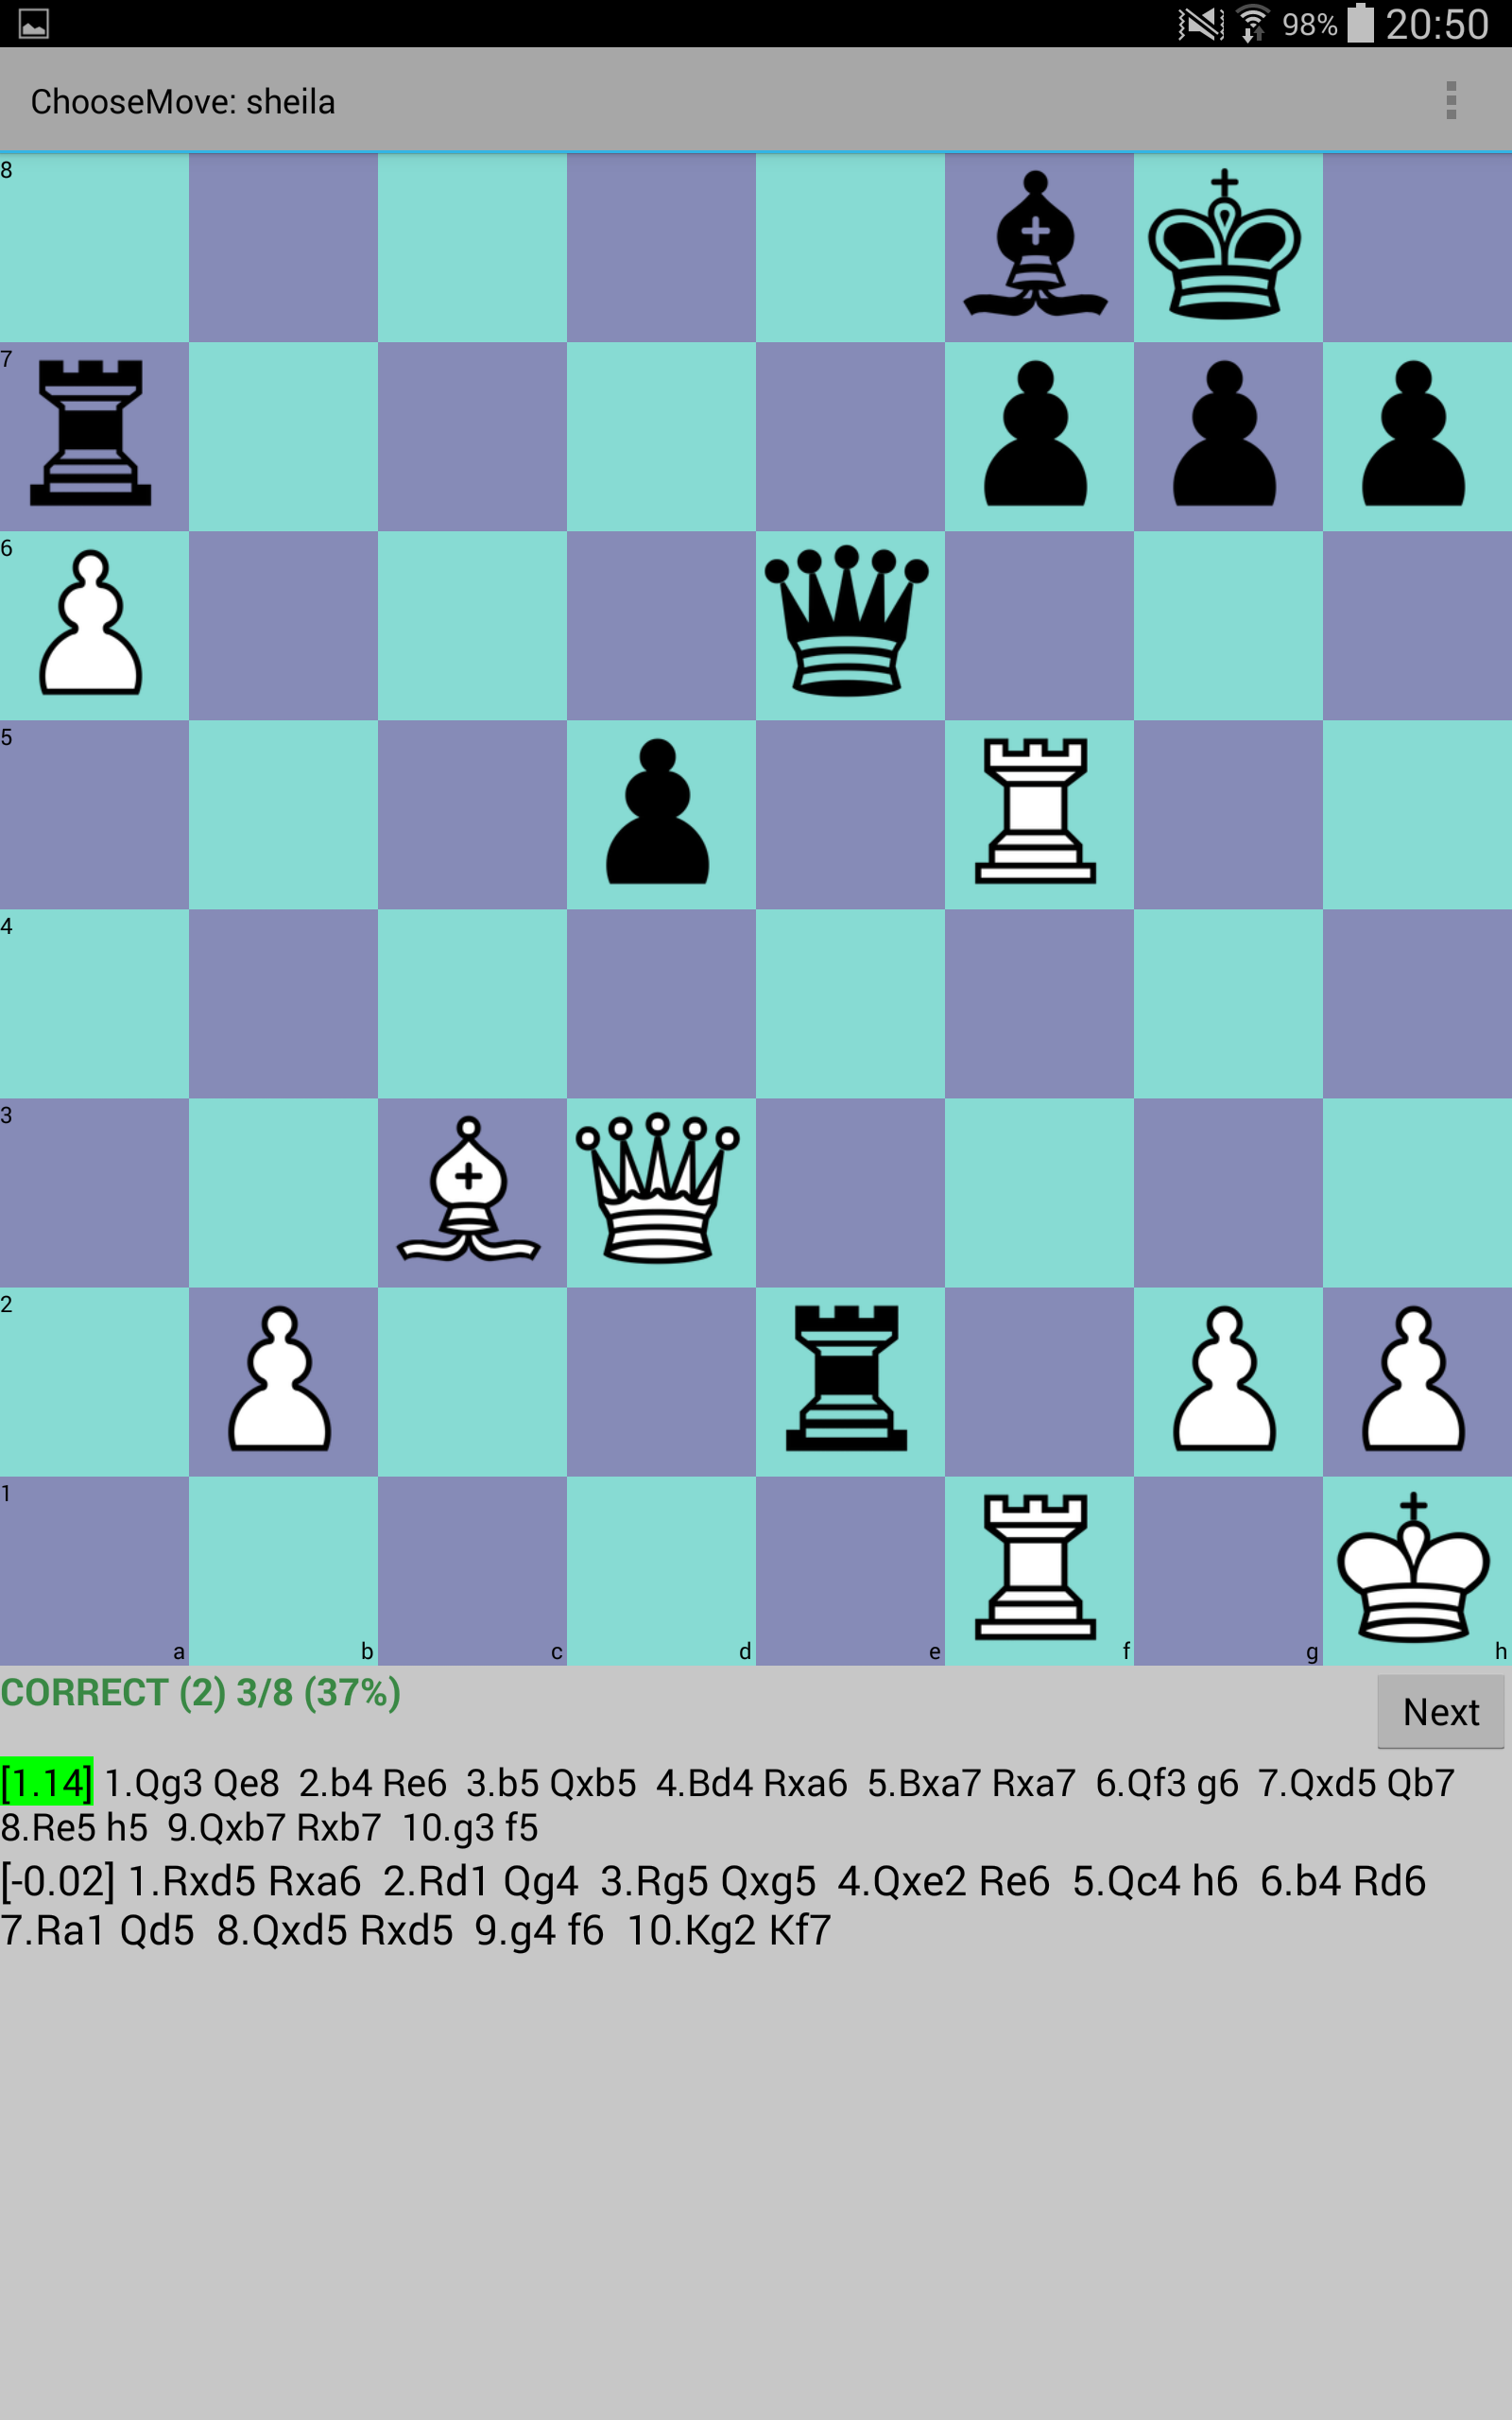 98% 20:50
ChooseMove: sheila
8
7
6
5
4
3
2
1
a b c d e f g h
CORRECT (2) 3/8 (37%)
Next
[1.14] 1.Qg3 Qe8 2.b4 Re6 3.b5 Qxb5 4.Bd4 Rxa6 5.Bxa7 Rxa7 6.Qf3 g6 7.Qxd5 Qb7
8.Re5 h5 9.Qxb7 Rxb7 10.g3 f5
[-0.02] 1.Rxd5 Rxa6 2.Rd1 Qg4 3.Rg5 Qxg5 4.Qxe2 Re6 5.Qc4 h6 6.b4 Rd6
7.Ra1 Qd5 8.Qxd5 Rxd5 9.g4 f6 10.Kg2 Kf7